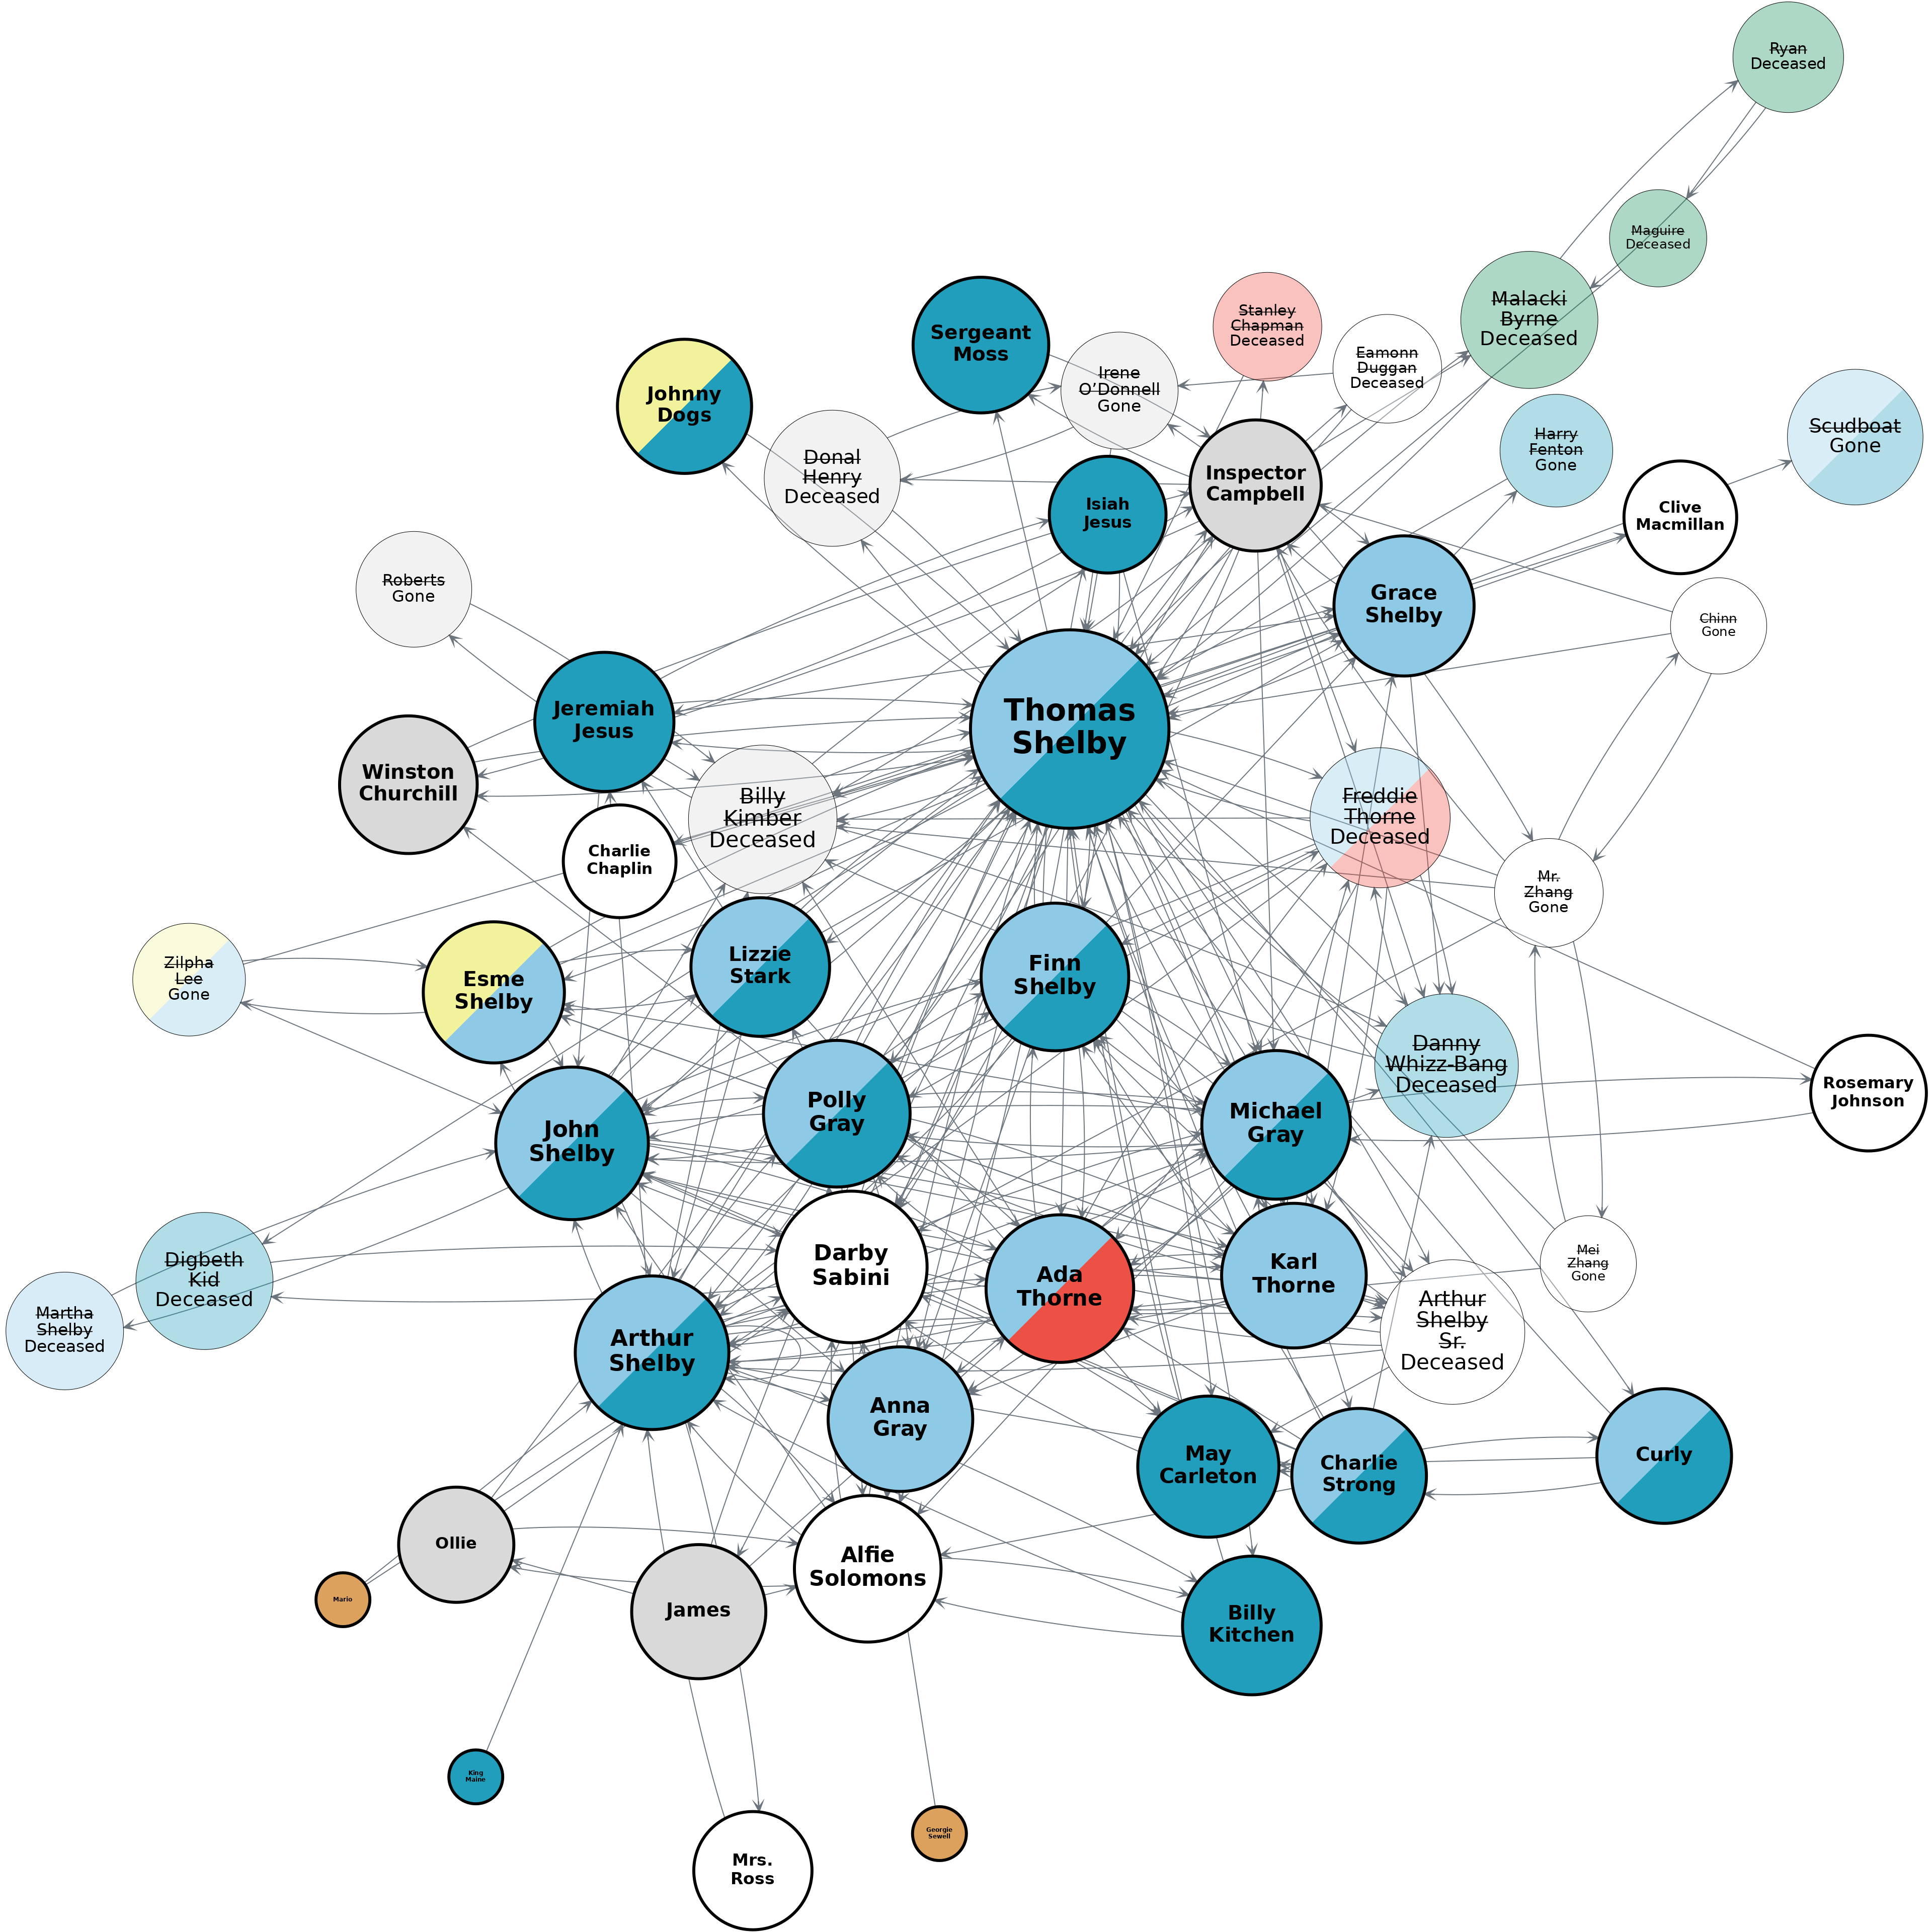 Ryan
Deceased
Maguire
Deceased
Malacki
Byrne
Deceased
Stanley
Chapman
Deceased
Sergeant
Moss
Eamonn
Duggan
Deceased
Irene
O’Donnell
Gone
Johnny
Dogs
Scudboat
Gone
Harry
Fenton
Gone
Donal
Henry
Deceased
Inspector
Campbell
Isiah
Jesus
Clive
Macmillan
Roberts
Gone
Grace
Shelby
Chinn
Gone
Jeremiah
Jesus
Thomas
Shelby
Winston
Churchill
Billy
Kimber
Deceased
Freddie
Thorne
Deceased
Charlie
Chaplin
Mr.
Zhang
Gone
Zilpha
Lee
Gone
Esme
Shelby
Lizzie
Stark
Finn
Shelby
Danny
Whizz-Bang
Deceased
Rosemary
Johnson
John
Shelby
Polly
Gray
Michael
Gray
Darby
Sabini
Ada
Thorne
Karl
Thorne
Mei
Zhang
Gone
Digbeth
Kid
Deceased
Martha
Shelby
Deceased
Arthur
Shelby
Arthur
Shelby
Sr.
Deceased
Anna
Gray
May
Carleton
Charlie
Strong
Curly
Ollie
Alfie
Solomons
Mario
James
Billy
Kitchen
King
Maine
Georgie
Sewell
Mrs.
Ross